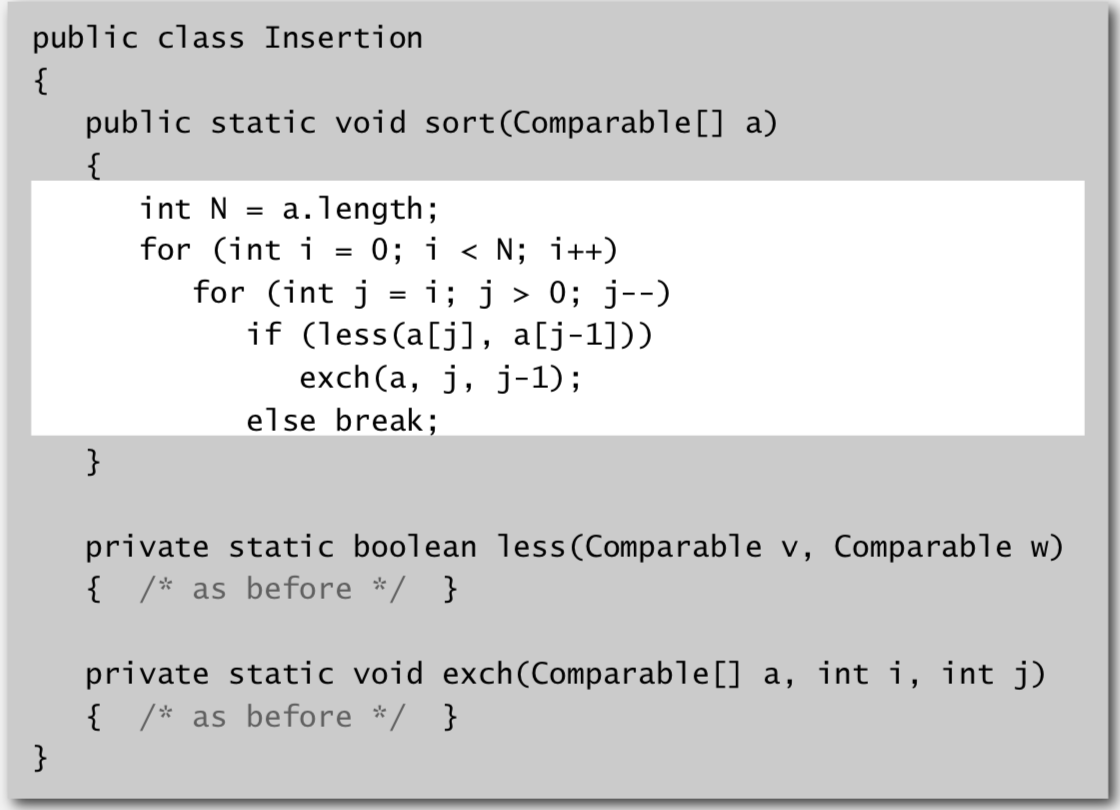 public class Insertion
{
   public static void sort(Comparable[] a)
   {
      int N = a.length;
      for (int i = 0; i < N; i++)
         for (int j = i; j > 0; j--)
            if (less(a[j], a[j-1]))
               exch(a, j, j-1);
            else break;
   }

   private static boolean less(Comparable v, Comparable w)
   {  /* as before */  }

   private static void exch(Comparable[] a, int i, int j)
   {  /* as before */  }
}